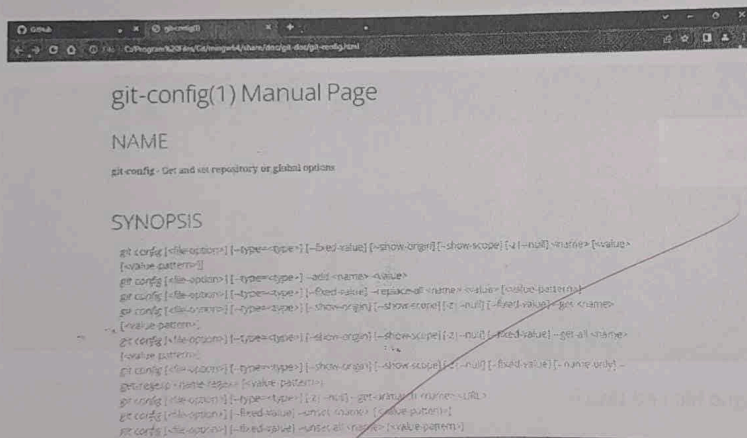 GitHub
git-config(1)
C:/Program%20Files/Git/mingw64/share/doc/git-doc/git-config.html
git-config(1) Manual Page
NAME
git-config - Get and set repository or global options
SYNOPSIS
git config [<file-option>] [--type=<type>] [--fixed-value] [--show-origin] [--show-scope] [-z|--null] <name> [<value>
[<value-pattern>]]
git config [<file-option>] [--type=<type>] --add <name> <value>
git config [<file-option>] [--type=<type>] [--fixed-value] --replace-all <name> <value> [<value-pattern>]
git config [<file-option>] [--type=<type>] [--show-origin] [--show-scope] [-z|--null] [--fixed-value] --get <name>
[<value-pattern>]
git config [<file-option>] [--type=<type>] [--show-origin] [--show-scope] [-z|--null] [--fixed-value] --get-all <name>
[<value-pattern>]
git config [<file-option>] [--type=<type>] [--show-origin] [--show-scope] [-z|--null] [--fixed-value] [--name-only] --
get-regexp <name-regex> [<value-pattern>]
git config [<file-option>] [--type=<type>] [-z|--null] --get-urlmatch <name> <URL>
git config [<file-option>] [--fixed-value] --unset <name> [<value-pattern>]
git config [<file-option>] [--fixed-value] --unset-all <name> [<value-pattern>]